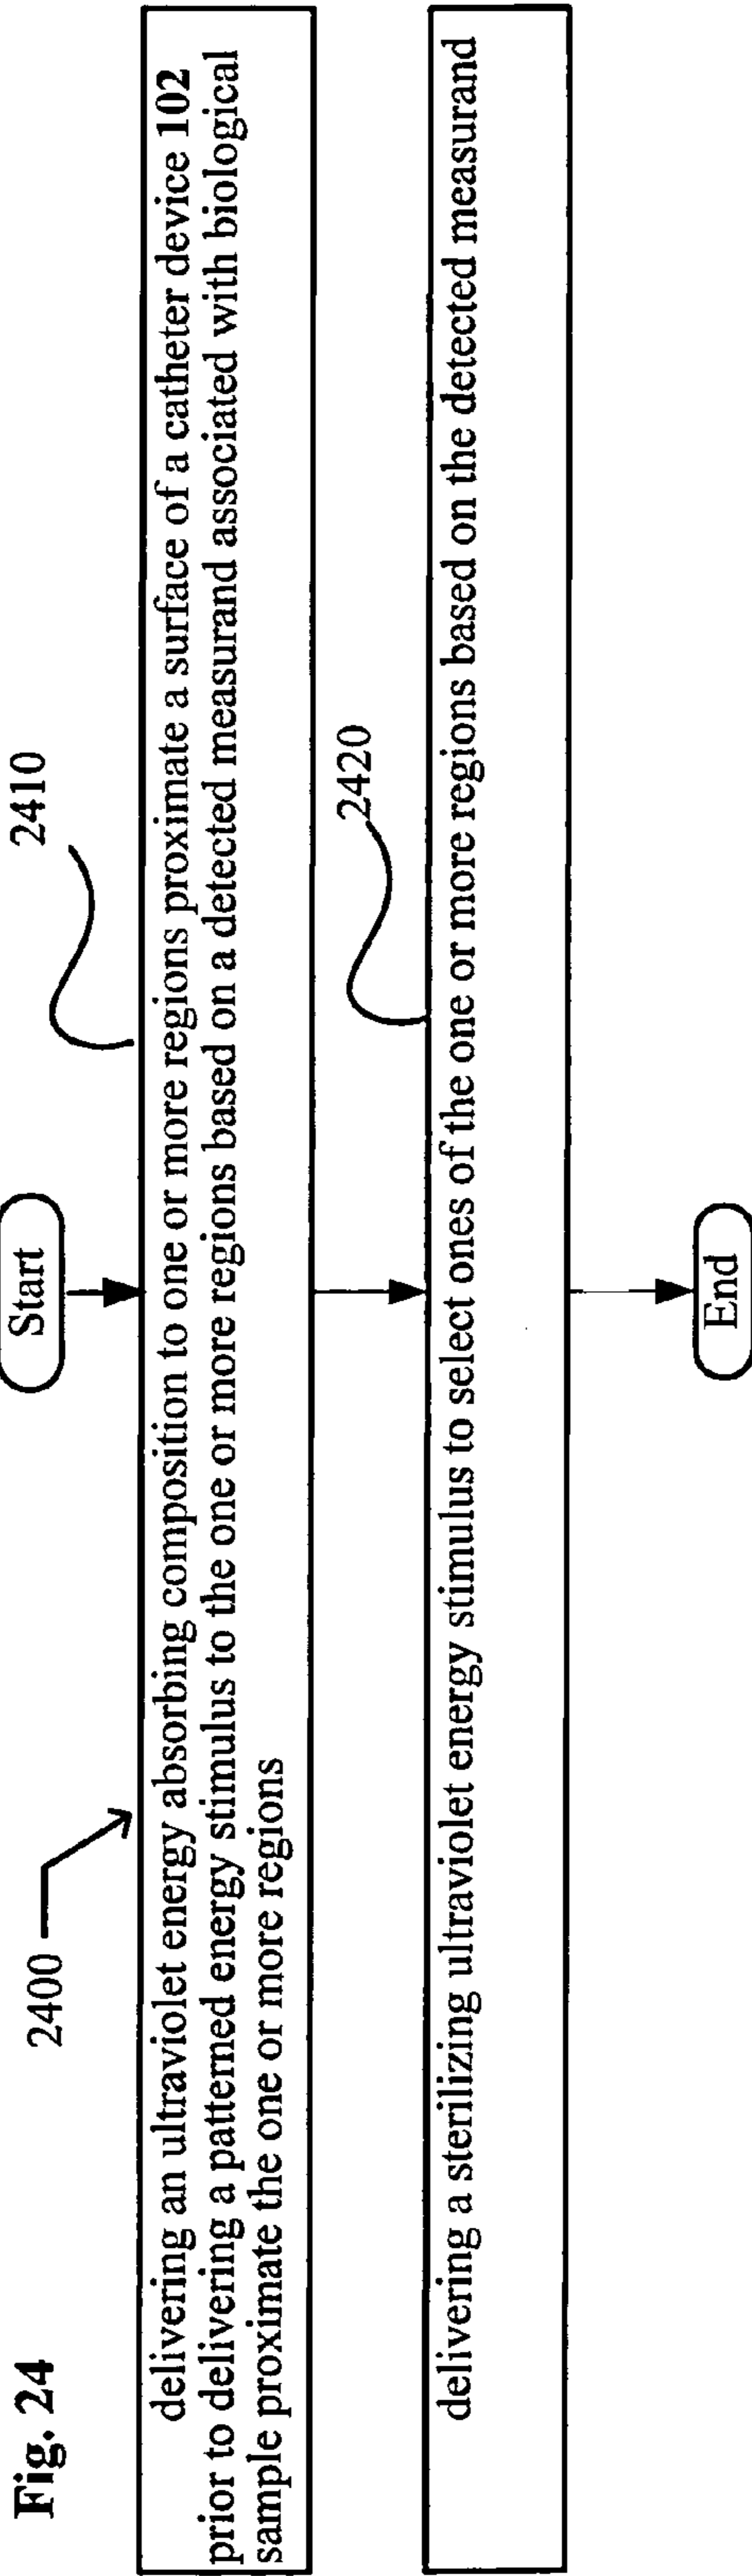 Fig. 24
2400
Start
2410
delivering an ultraviolet energy absorbing composition to one or more regions proximate a surface of a catheter device 102
prior to delivering a patterned energy stimulus to the one or more regions based on a detected measurand associated with biological
sample proximate the one or more regions
2420
delivering a sterilizing ultraviolet energy stimulus to select ones of the one or more regions based on the detected measurand
End